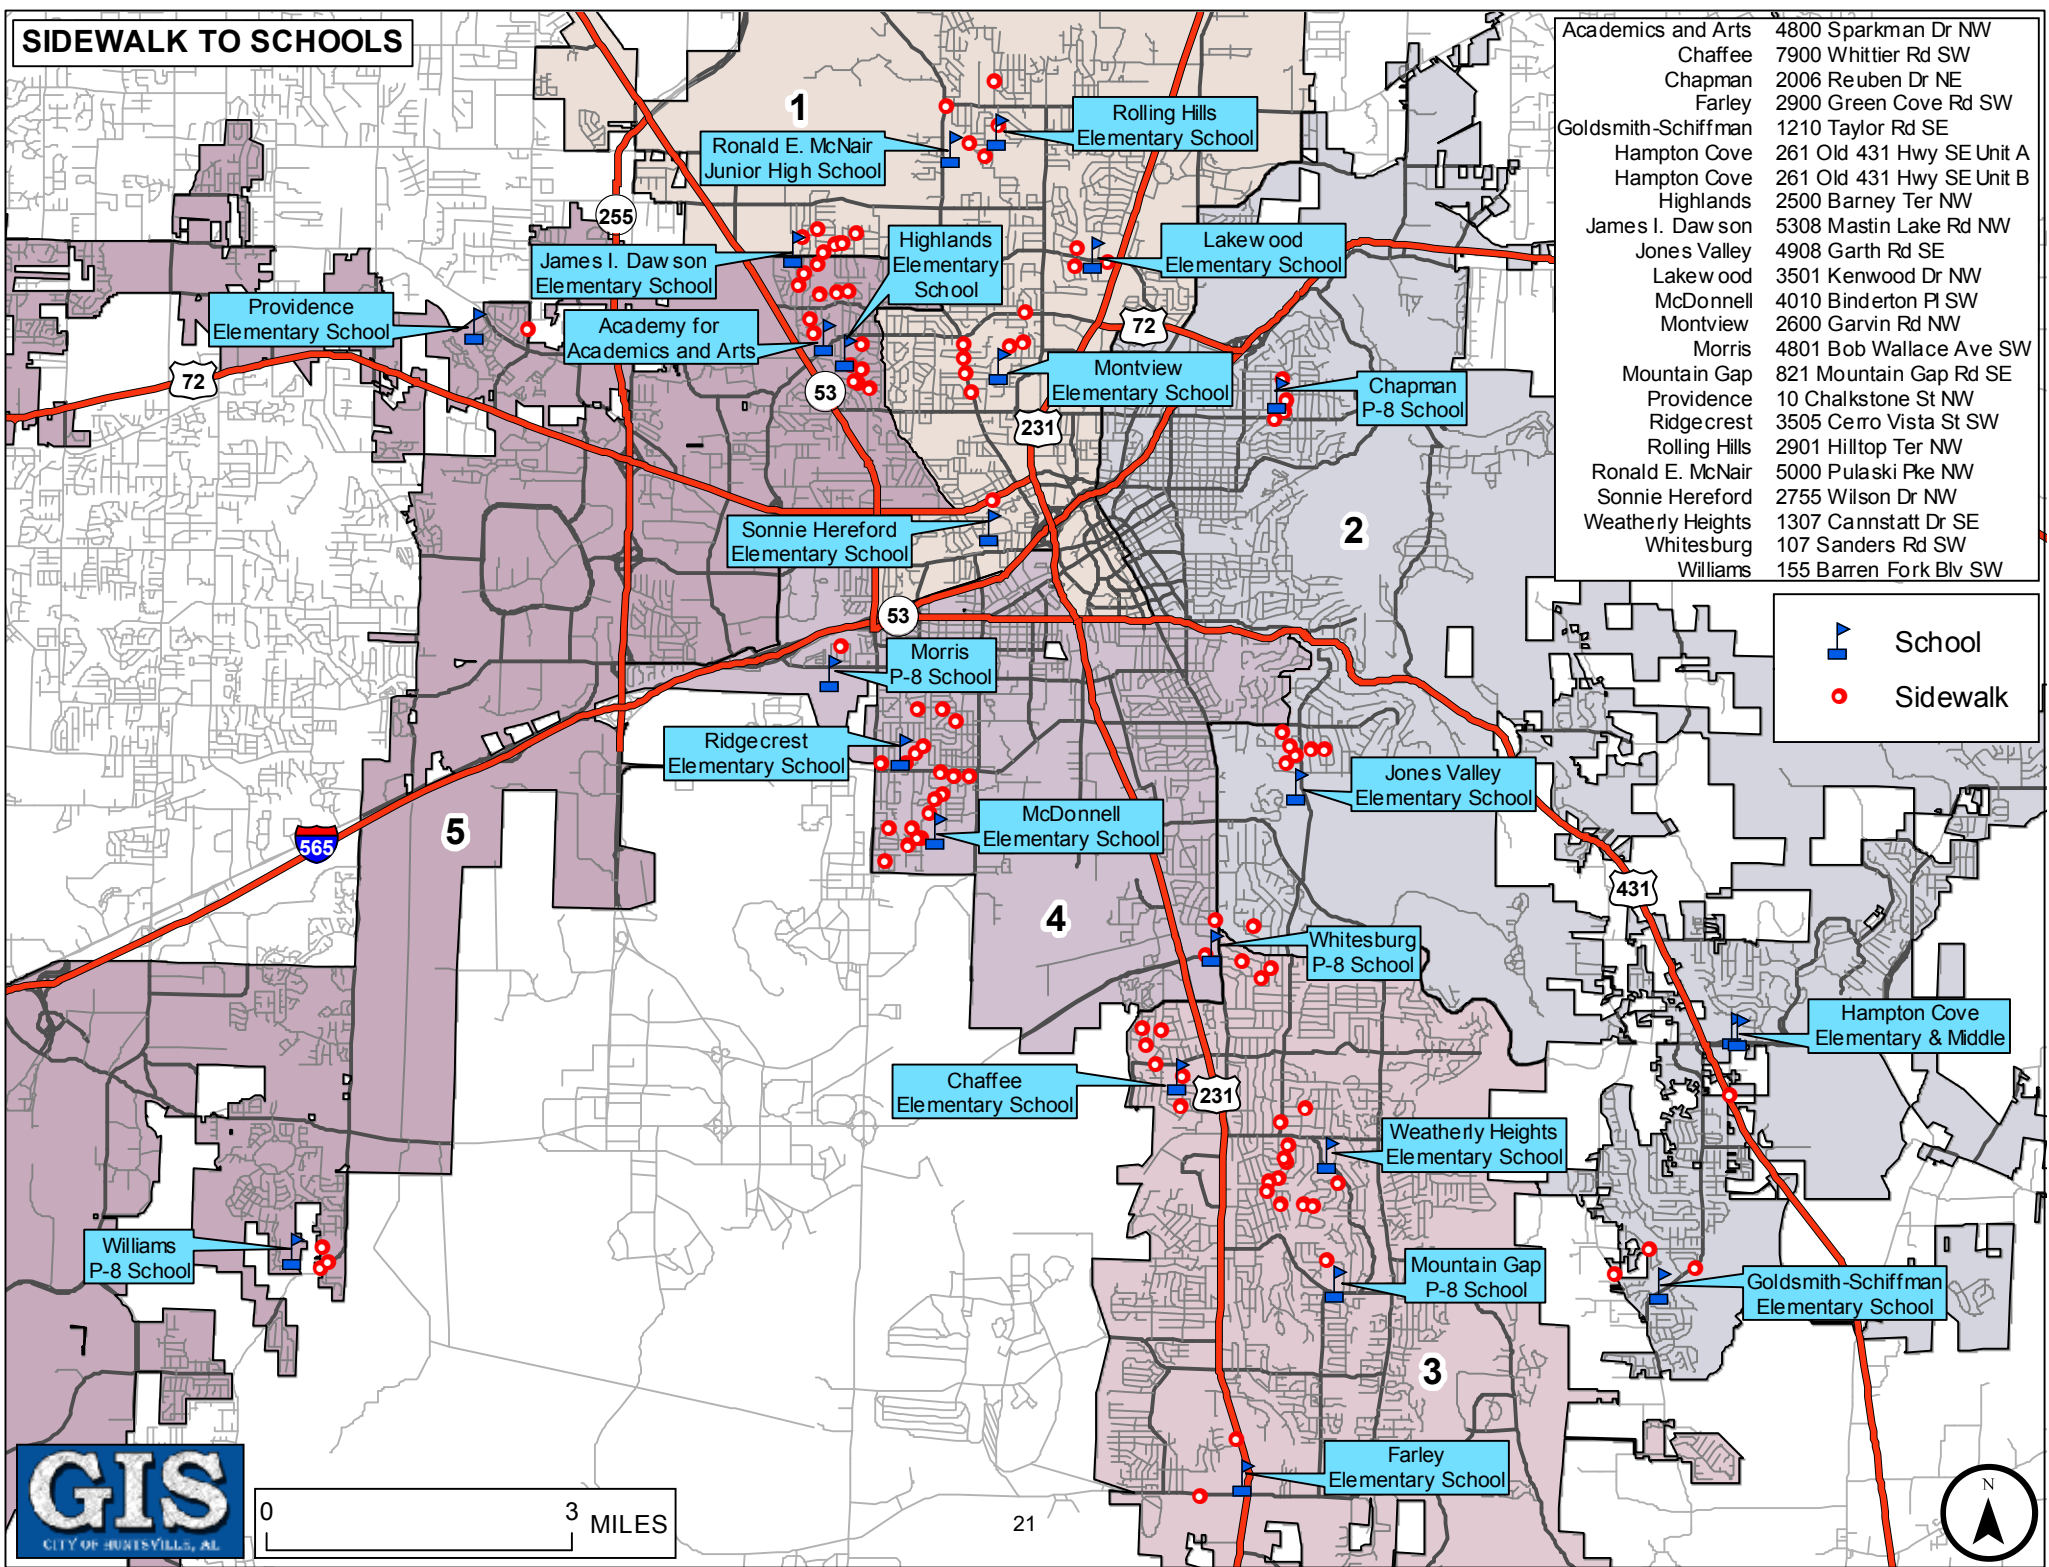 SIDEWALK TO SCHOOLS
Academics and Arts 4800 Sparkman Dr NW
Chaffee 7900 Whittier Rd SW
Chapman 2006 Reuben Dr NE
Farley 2900 Green Cove Rd SW
Goldsmith-Schiffman 1210 Taylor Rd SE
Hampton Cove 261 Old 431 Hwy SE Unit A
Hampton Cove 261 Old 431 Hwy SE Unit B
Highlands 2500 Barney Ter NW
James I. Dawson 5308 Mastin Lake Rd NW
Jones Valley 4908 Garth Rd SE
Lakewood 3501 Kenwood Dr NW
McDonnell 4010 Binderton Pl SW
Montview 2600 Garvin Rd NW
Morris 4801 Bob Wallace Ave SW
Mountain Gap 821 Mountain Gap Rd SE
Providence 10 Chalkstone St NW
Ridgecrest 3505 Cerro Vista St SW
Rolling Hills 2901 Hilltop Ter NW
Ronald E. McNair 5000 Pulaski Pke NW
Sonnie Hereford 2755 Wilson Dr NW
Weatherly Heights 1307 Cannstatt Dr SE
Whitesburg 107 Sanders Rd SW
Williams 155 Barren Fork Blv SW
School
Sidewalk
1
Rolling Hills
Elementary School
Ronald E. McNair
Junior High School
255
James I. Dawson
Elementary School
Highlands
Elementary
School
Lakewood
Elementary School
Providence
Elementary School
Academy for
Academics and Arts
72
72
Montview
Elementary School
Chapman
P-8 School
53
231
Sonnie Hereford
Elementary School
2
53
Morris
P-8 School
Ridgecrest
Elementary School
Jones Valley
Elementary School
McDonnell
Elementary School
565
5
431
4
Whitesburg
P-8 School
Hampton Cove
Elementary & Middle
Chaffee
Elementary School
231
Weatherly Heights
Elementary School
Williams
P-8 School
Mountain Gap
P-8 School
Goldsmith-Schiffman
Elementary School
3
Farley
Elementary School
GIS
CITY OF HUNTSVILLE, AL
0 3 MILES
21
N